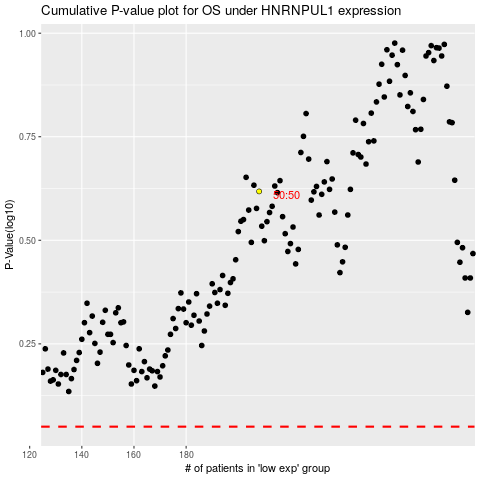 Cumulative P-value plot for OS under HNRNPUL1 expression
1.00
0.75
0.50
0.25
P-Value(log10)
50:50
120 140 160 180
# of patients in 'low exp' group